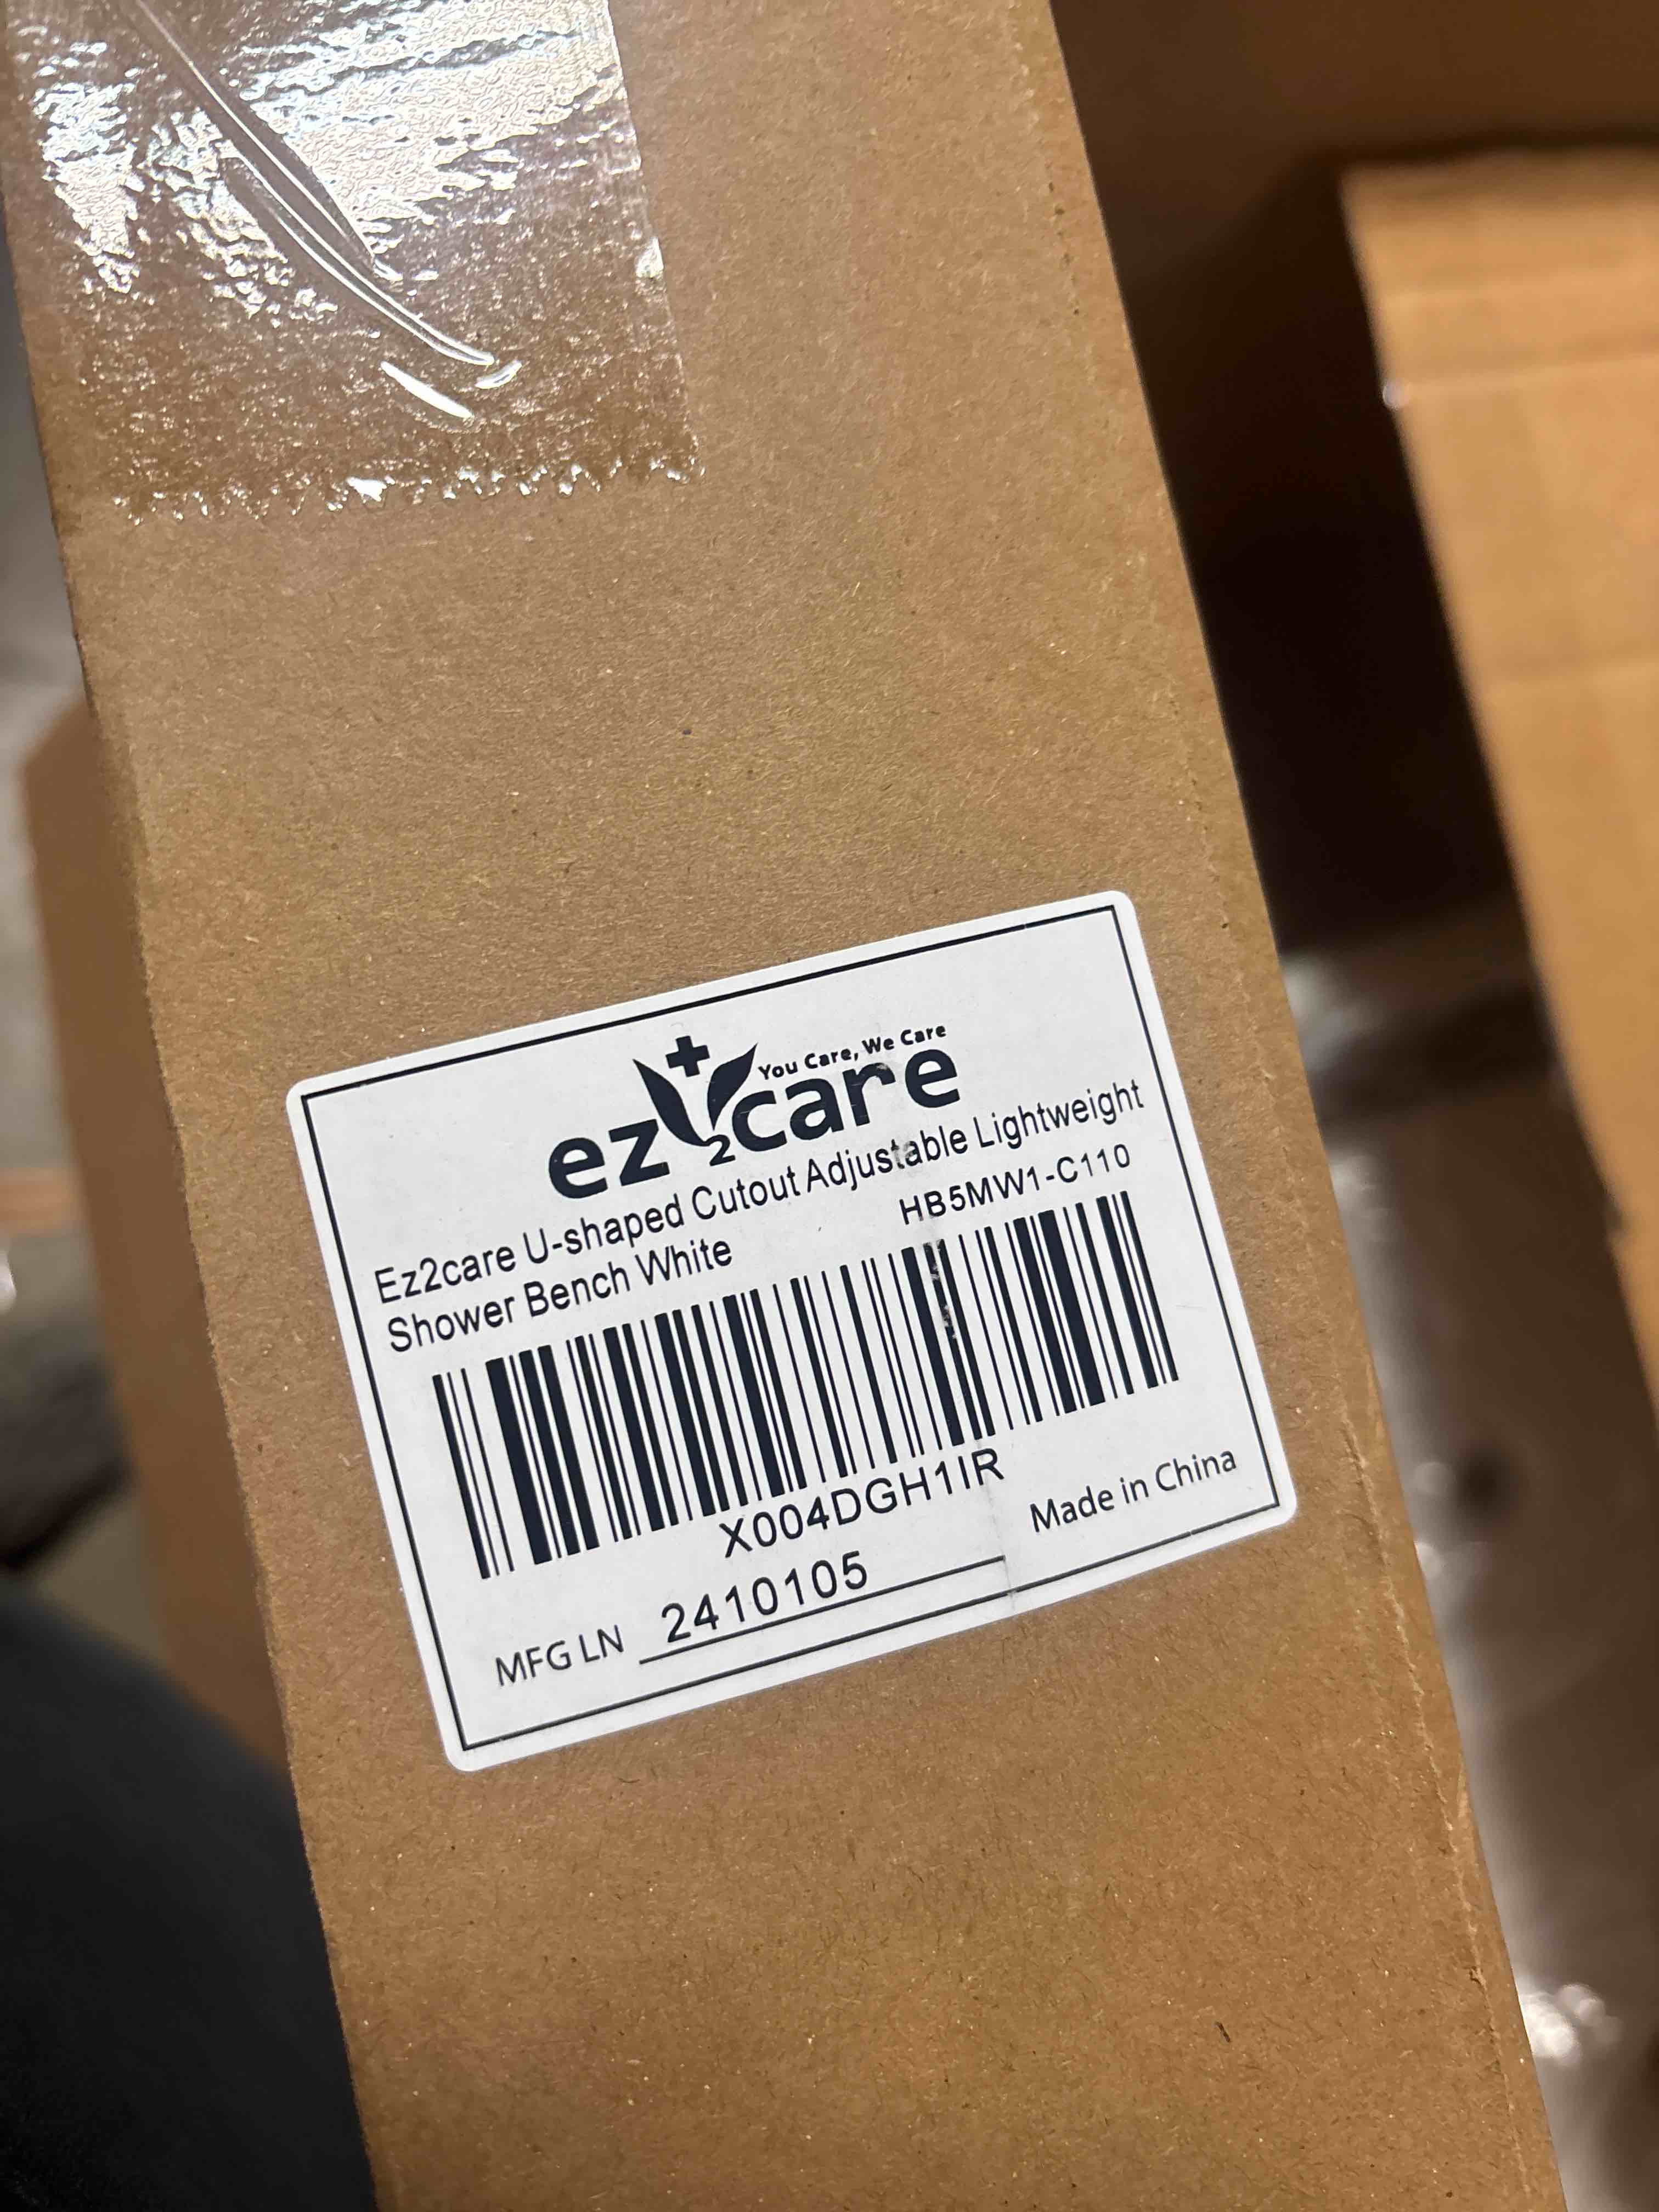 You Care, We Care
ez2care
Ez2care U-shaped Cutout Adjustable Lightweight
Shower Bench White
HB5MW1-C110
X004DGH1IR
Made in China
MFG LN 2410105